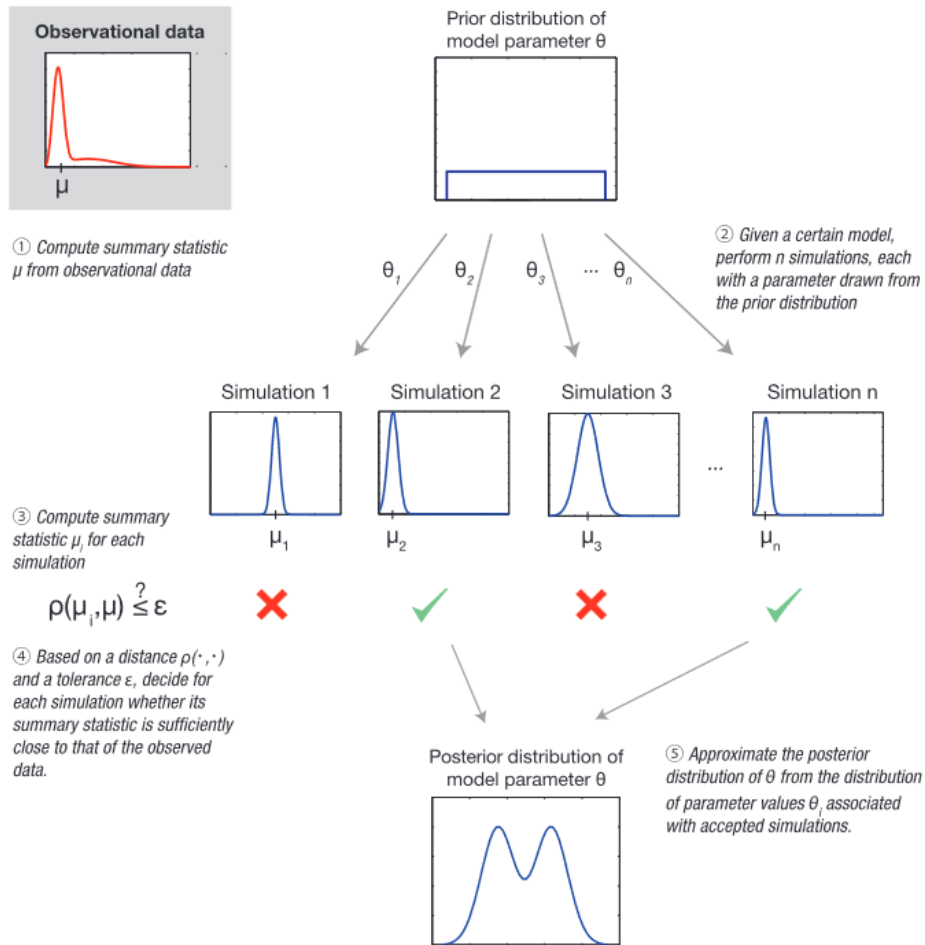 Observational data
μ
① Compute summary statistic
μ from observational data
Prior distribution of
model parameter θ
② Given a certain model,
perform n simulations, each
with a parameter drawn from
the prior distribution
θ₁ θ₂ θ₃ ... θₙ
Simulation 1
Simulation 2
Simulation 3
Simulation n
...
μ₁
μ₂
μ₃
μₙ
③ Compute summary
statistic μᵢ for each
simulation
?
ρ(μᵢ,μ) ≤ ε
④ Based on a distance ρ(·,·)
and a tolerance ε, decide for
each simulation whether its
summary statistic is sufficiently
close to that of the observed
data.
Posterior distribution of
model parameter θ
⑤ Approximate the posterior
distribution of θ from the distribution
of parameter values θᵢ associated
with accepted simulations.